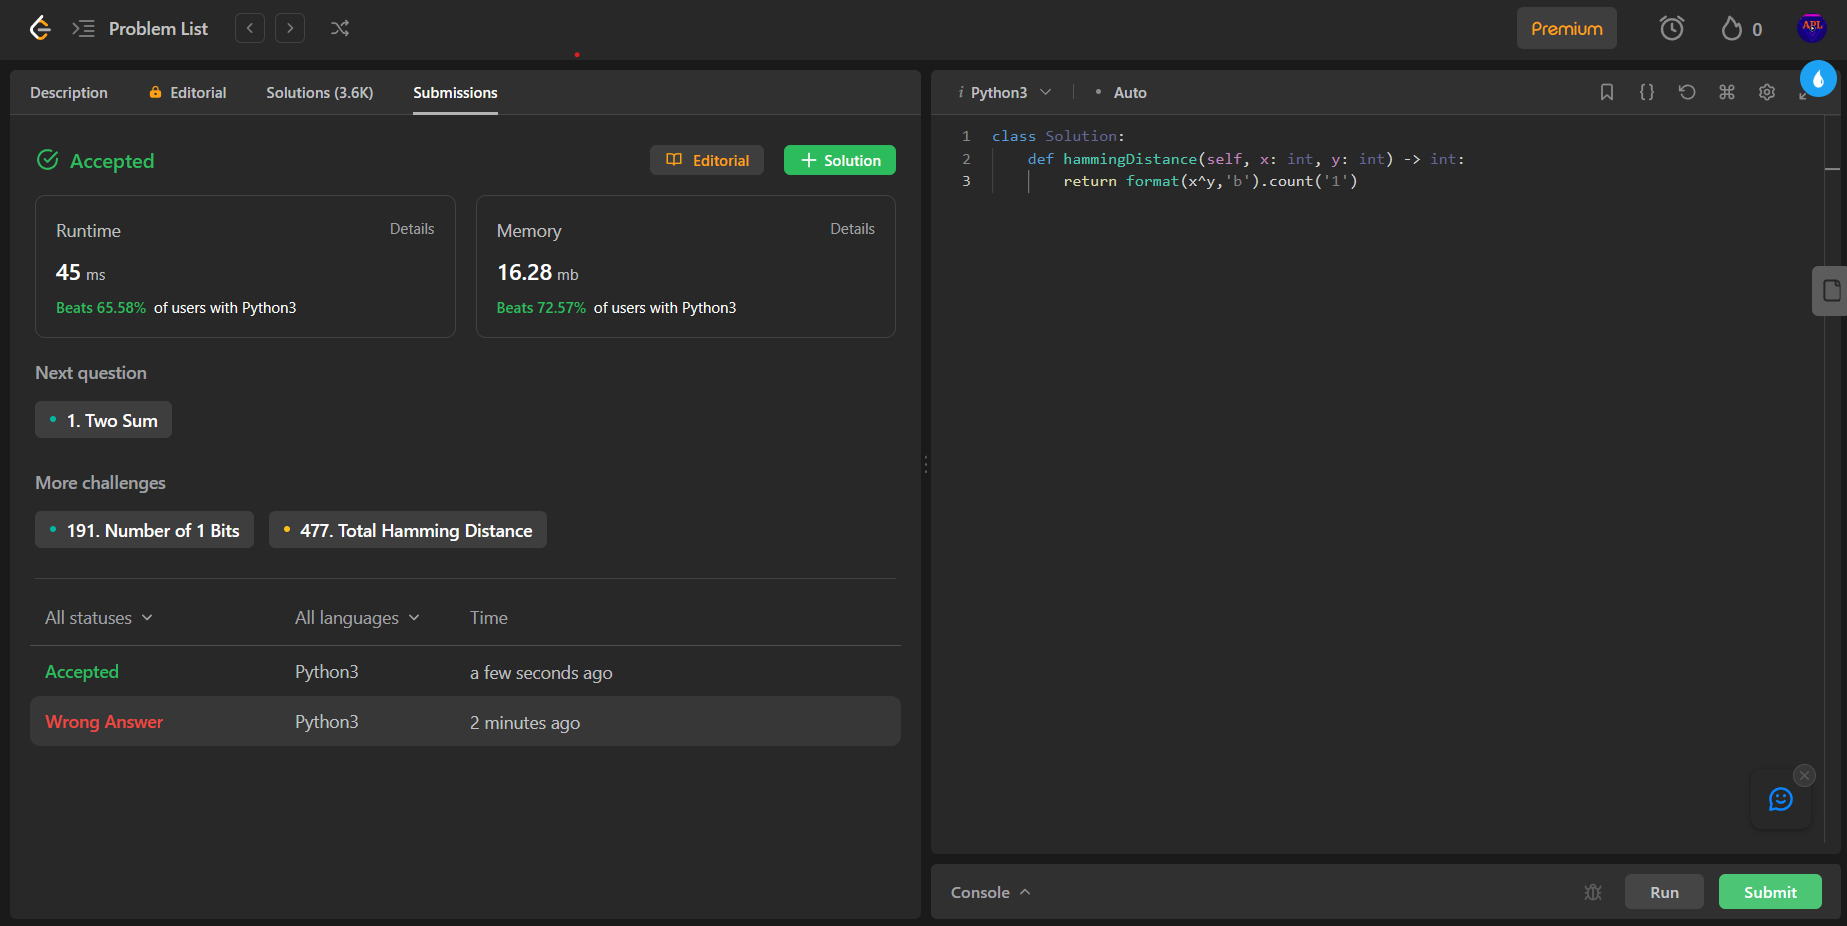 Problem List
Premium
0
APL
Description
Editorial
Solutions (3.6K)
Submissions
Accepted
Editorial
Solution
Runtime
Details
45 ms
Beats 65.58% of users with Python3
Memory
Details
16.28 mb
Beats 72.57% of users with Python3
Next question
1. Two Sum
More challenges
191. Number of 1 Bits
477. Total Hamming Distance
All statuses
All languages
Time
Accepted
Python3
a few seconds ago
Wrong Answer
Python3
2 minutes ago
i Python3
• Auto
1 class Solution:
2 def hammingDistance(self, x: int, y: int) -> int:
3 return format(x^y,'b').count('1')
Console
Run
Submit